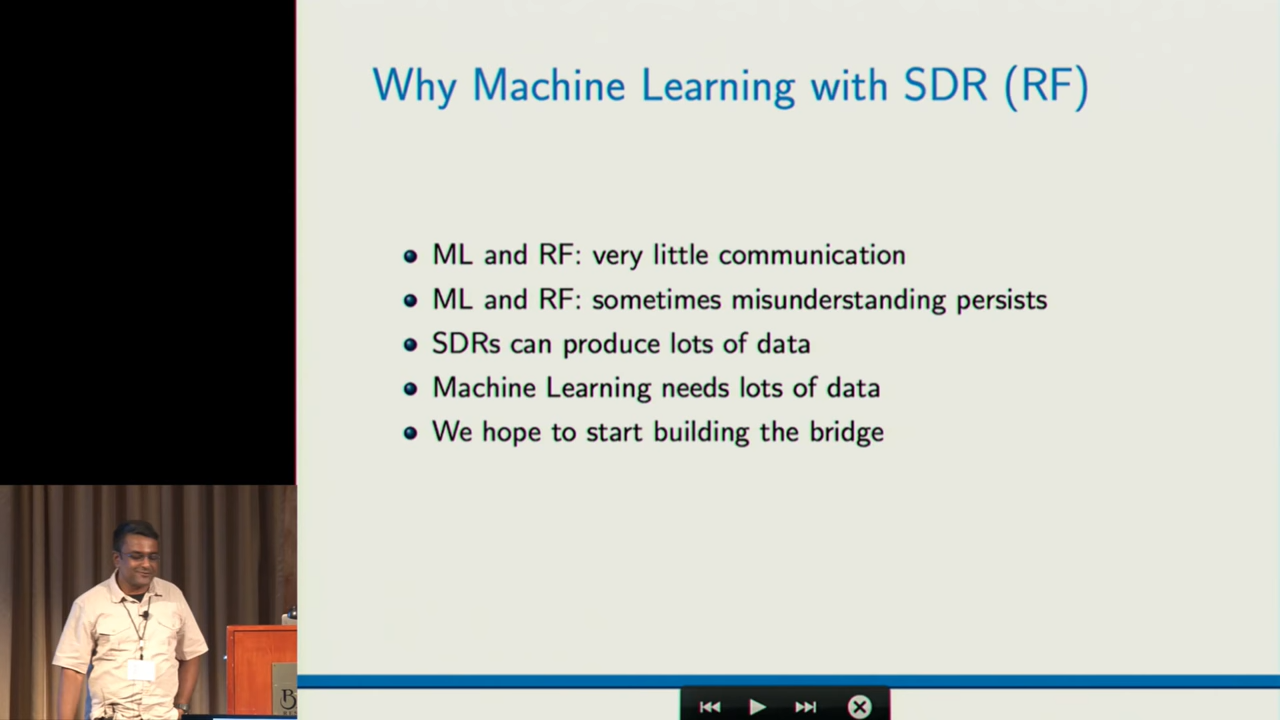 Why Machine Learning with SDR (RF)
ML and RF: very little communication
ML and RF: sometimes misunderstanding persists
SDRs can produce lots of data
Machine Learning needs lots of data
We hope to start building the bridge